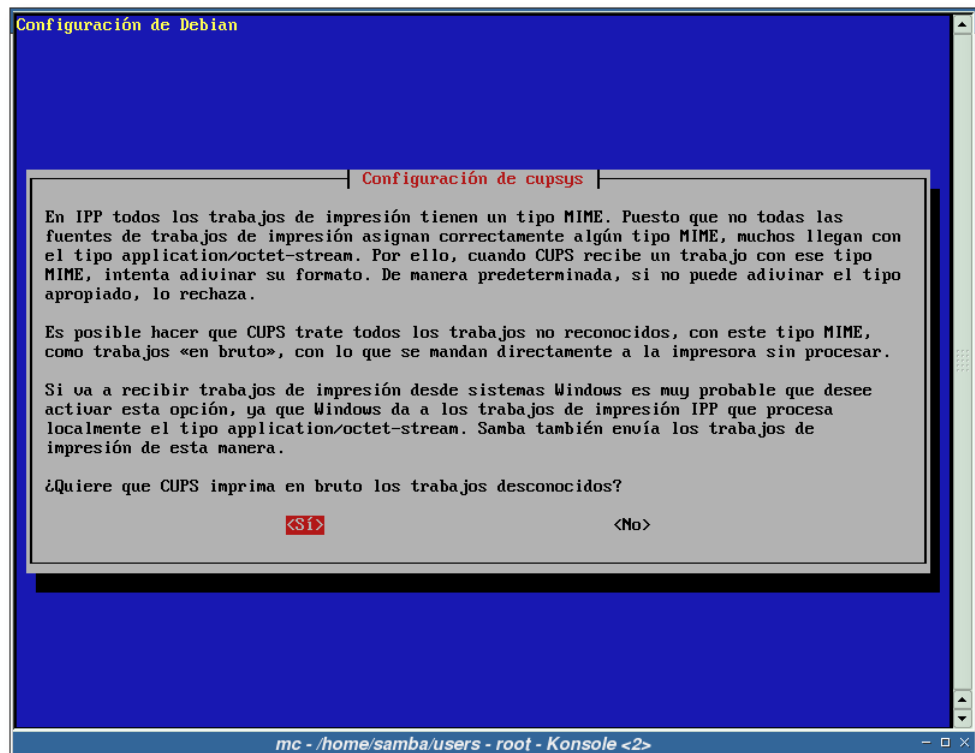 Configuración de Debian
Configuración de cupsys
En IPP todos los trabajos de impresión tienen un tipo MIME. Puesto que no todas las
fuentes de trabajos de impresión asignan correctamente algún tipo MIME, muchos llegan con
el tipo application/octet-stream. Por ello, cuando CUPS recibe un trabajo con ese tipo
MIME, intenta adivinar su formato. De manera predeterminada, si no puede adivinar el tipo
apropiado, lo rechaza.
Es posible hacer que CUPS trate todos los trabajos no reconocidos, con este tipo MIME,
como trabajos «en bruto», con lo que se mandan directamente a la impresora sin procesar.
Si va a recibir trabajos de impresión desde sistemas Windows es muy probable que desee
activar esta opción, ya que Windows da a los trabajos de impresión IPP que procesa
localmente el tipo application/octet-stream. Samba también envía los trabajos de
impresión de esta manera.
¿Quiere que CUPS imprima en bruto los trabajos desconocidos?
<Sí> <No>
mc - /home/samba/users - root - Konsole <2>